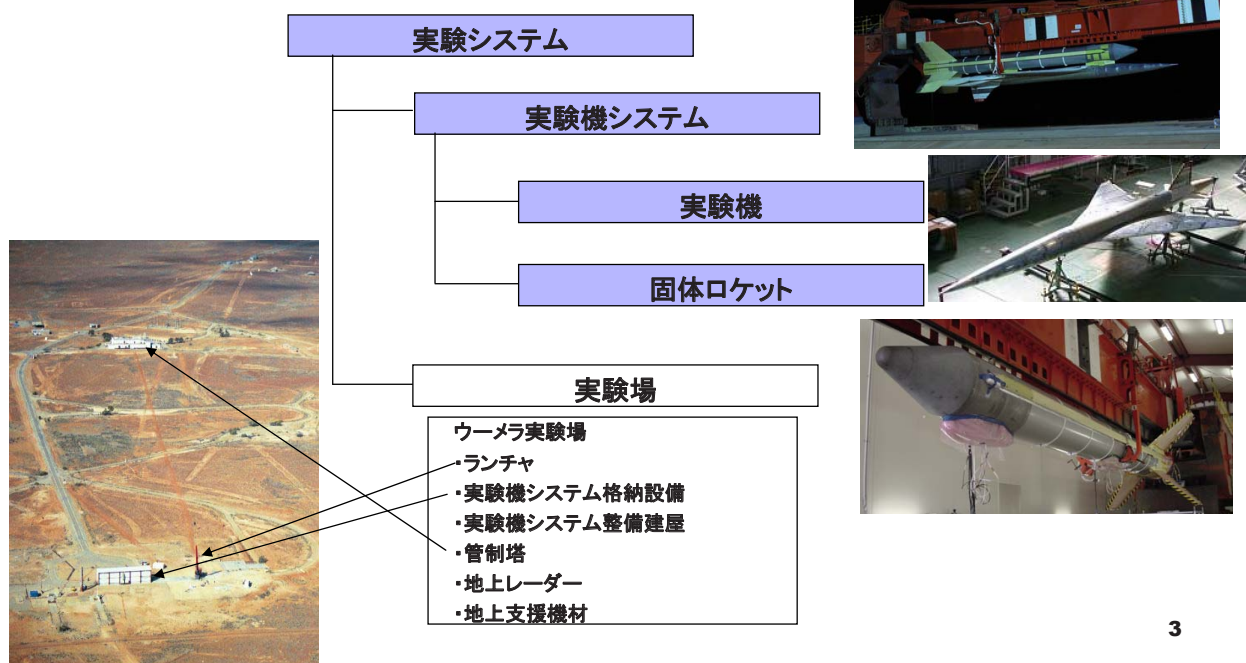 実験システム
実験機システム
実験機
固体ロケット
実験場
ウーメラ実験場
・ランチャ
・実験機システム格納設備
・実験機システム整備建屋
・管制塔
・地上レーダー
・地上支援機材
3